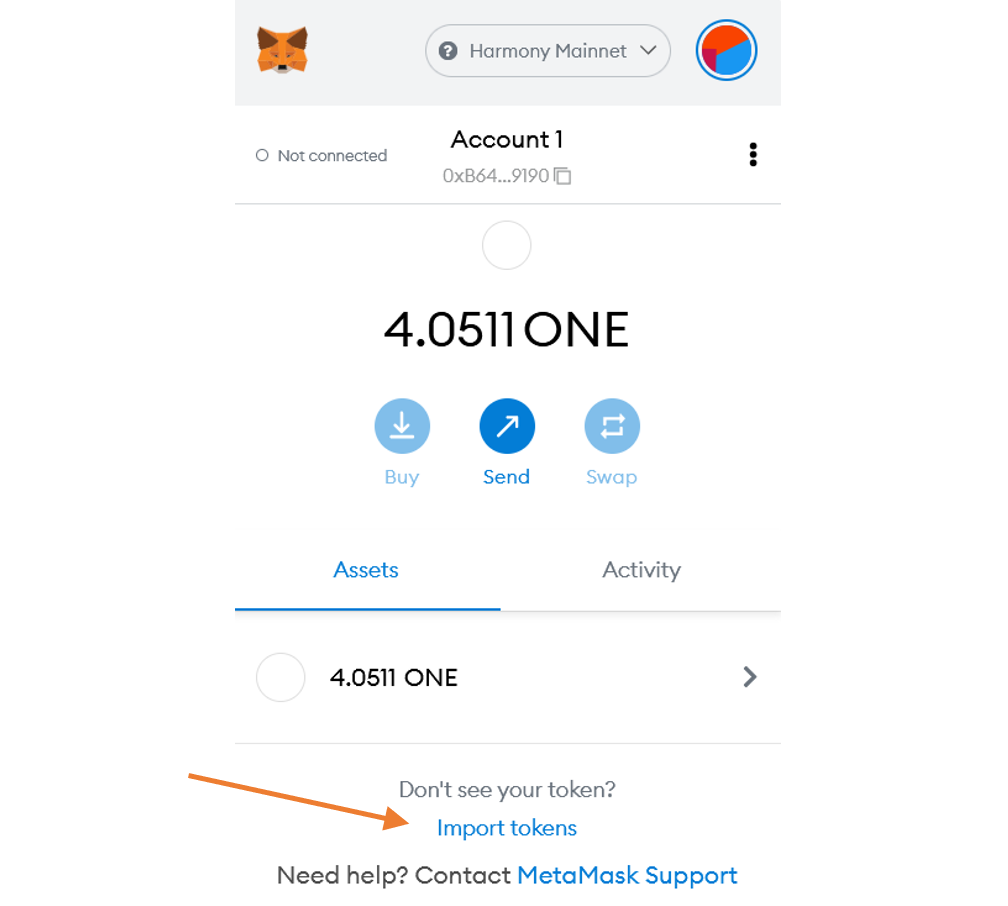 Harmony Mainnet
Not connected
Account 1
0xB64...9190
4.0511 ONE
Buy
Send
Swap
Assets
Activity
4.0511 ONE
Don't see your token?
Import tokens
Need help? Contact MetaMask Support